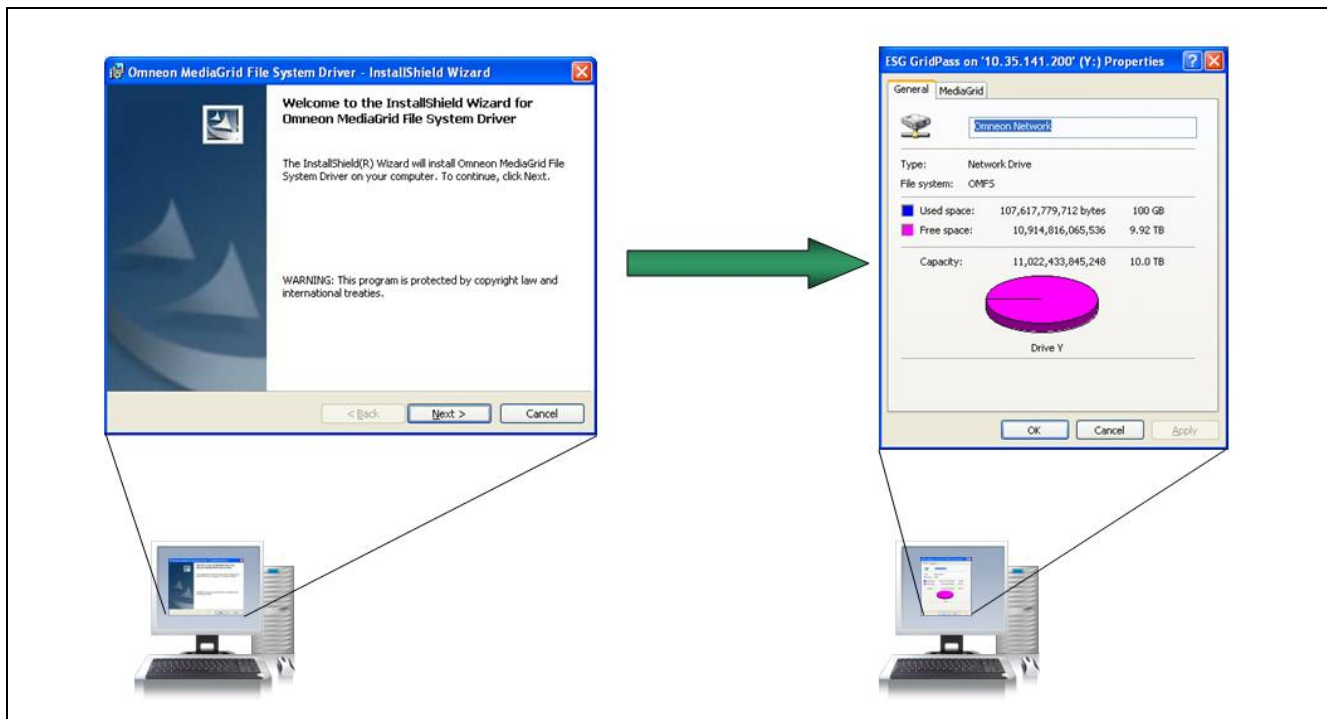 Omneon MediaGrid File System Driver - InstallShield Wizard
Welcome to the InstallShield Wizard for
Omneon MediaGrid File System Driver
The InstallShield(R) Wizard will install Omneon MediaGrid File
System Driver on your computer. To continue, click Next.
WARNING: This program is protected by copyright law and
international treaties.
< Back
Next >
Cancel
ESG GridPass on '10.35.141.200' (Y:) Properties
General
MediaGrid
Omneon Network
Type: Network Drive
File system: OMFS
Used space: 107,617,779,712 bytes 100 GB
Free space: 10,914,816,065,536 9.92 TB
Capacity: 11,022,433,845,248 10.0 TB
Drive Y
OK
Cancel
Apply